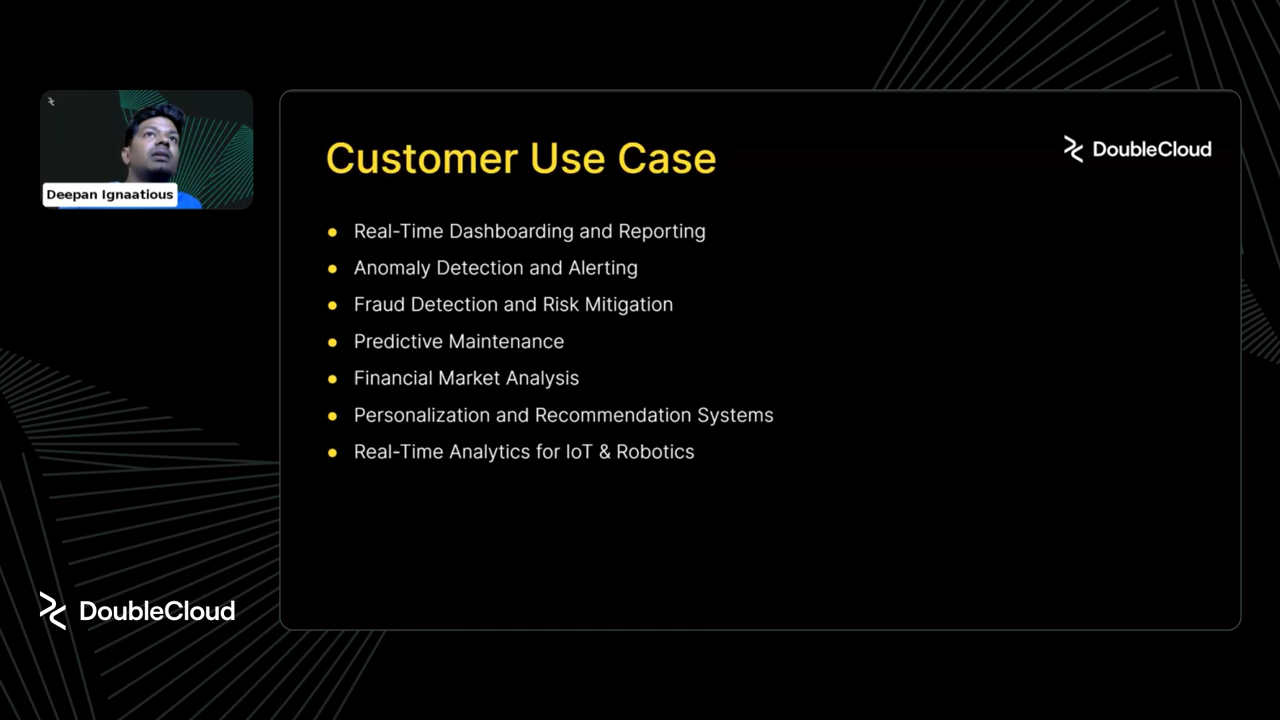 Deepan Ignaatious
Customer Use Case
DoubleCloud
Real-Time Dashboarding and Reporting
Anomaly Detection and Alerting
Fraud Detection and Risk Mitigation
Predictive Maintenance
Financial Market Analysis
Personalization and Recommendation Systems
Real-Time Analytics for IoT & Robotics
DoubleCloud